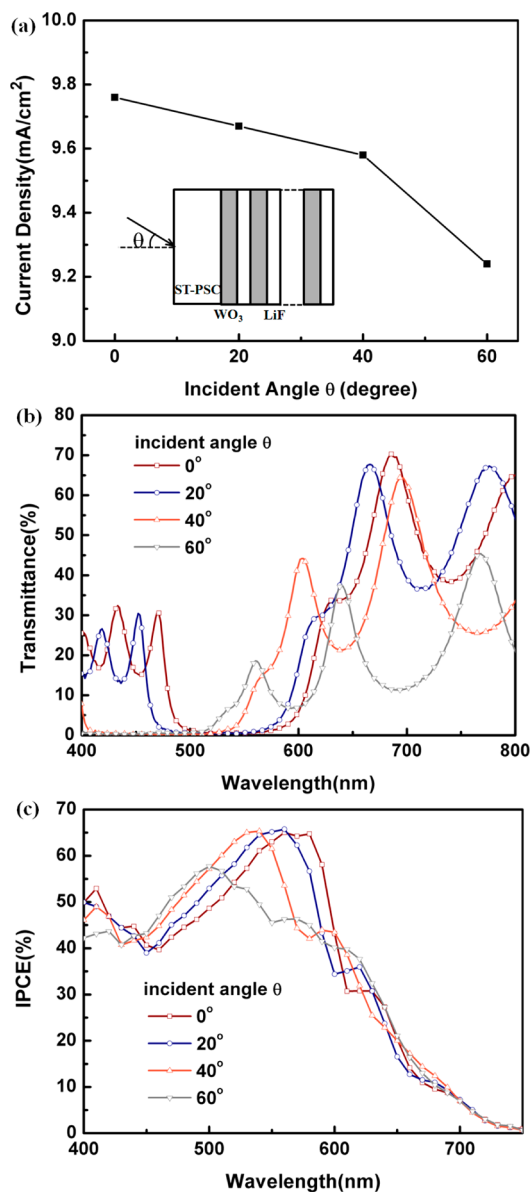 (a)
10.0
9.8
9.6
9.4
9.2
9.0
Current Density(mA/cm²)
θ
ST-PSC
WO₃
LiF
0 20 40 60
Incident Angle θ (degree)
(b)
80
70
60
50
40
30
20
10
0
Transmittance(%)
incident angle θ
0°
20°
40°
60°
400 500 600 700 800
Wavelength(nm)
(c)
70
60
50
40
30
20
10
0
IPCE(%)
incident angle θ
0°
20°
40°
60°
400 500 600 700
Wavelength(nm)